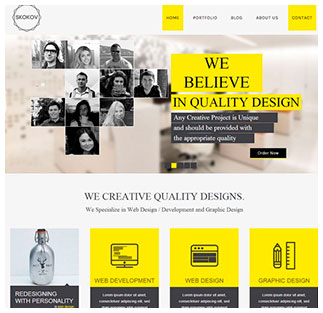 SKOKOV
HOME PORTFOLIO BLOG ABOUT US CONTACT
WE
BELIEVE
IN QUALITY DESIGN
Any Creative Project is Unique
and should be provided with
the appropriate quality
Order Now
WE CREATIVE QUALITY DESIGNS.
We Specialize in Web Design / Development and Graphic Design
REDESIGNING
WITH PERSONALITY
WEB DEVELOPMENT
Lorem ipsum dolor sit amet,
consectetur adipiscing elit, sed
WEB DESIGN
Lorem ipsum dolor sit amet,
consectetur adipiscing elit, sed
GRAPHIC DESIGN
Lorem ipsum dolor sit amet,
consectetur adipiscing elit, sed